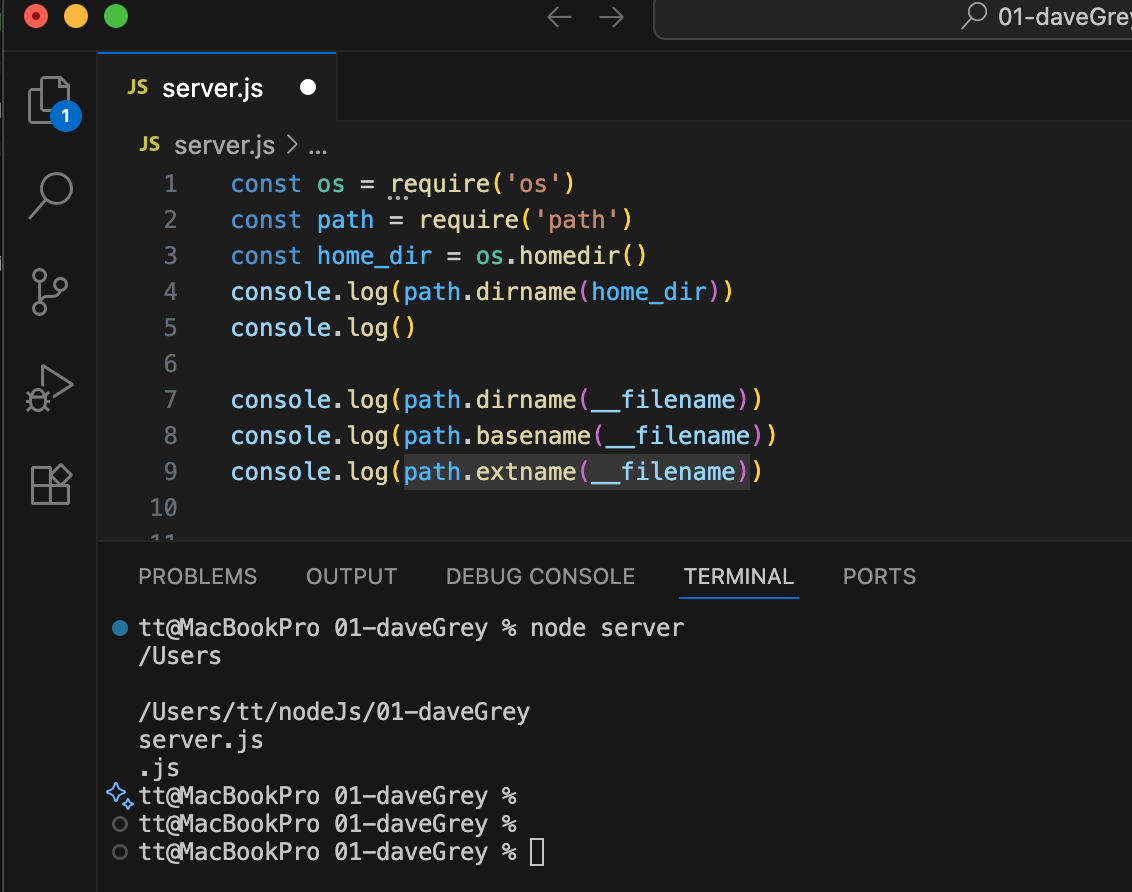 01-daveGrey
JS server.js
1
JS server.js > ...
1 const os = require('os')
2 const path = require('path')
3 const home_dir = os.homedir()
4 console.log(path.dirname(home_dir))
5 console.log()
6
7 console.log(path.dirname(__filename))
8 console.log(path.basename(__filename))
9 console.log(path.extname(__filename))
10
11
PROBLEMS OUTPUT DEBUG CONSOLE TERMINAL PORTS
tt@MacBookPro 01-daveGrey % node server
/Users
/Users/tt/nodeJs/01-daveGrey
server.js
.js
tt@MacBookPro 01-daveGrey %
tt@MacBookPro 01-daveGrey %
tt@MacBookPro 01-daveGrey %